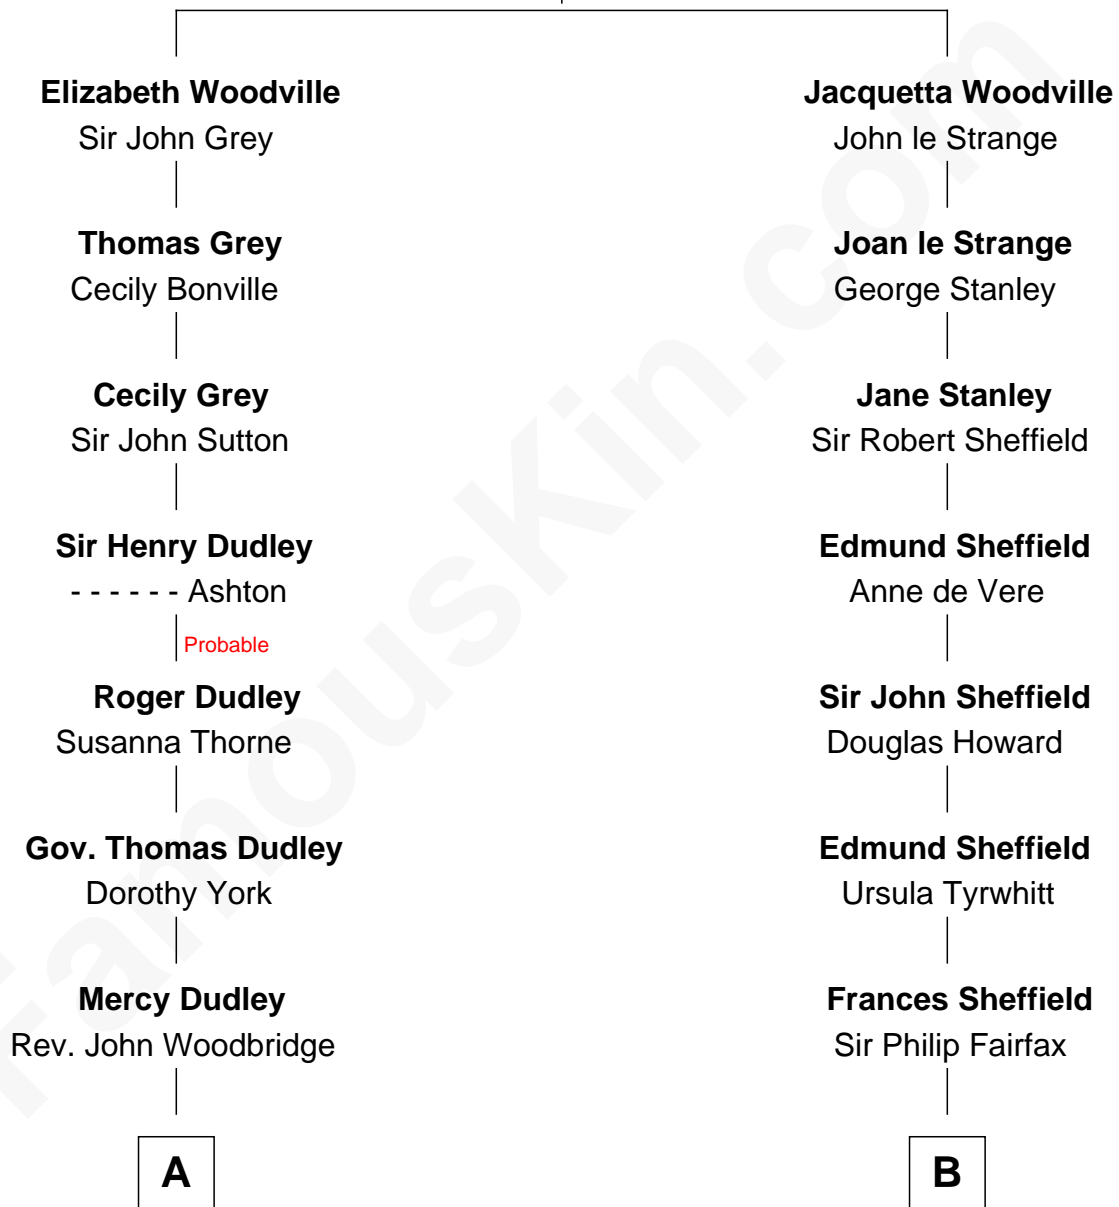 Elizabeth Woodville
Sir John Grey
Thomas Grey
Cecily Bonville
Cecily Grey
Sir John Sutton
Sir Henry Dudley
- - - - - - Ashton
Probable
Roger Dudley
Susanna Thorne
Gov. Thomas Dudley
Dorothy York
Mercy Dudley
Rev. John Woodbridge
A
Jacquetta Woodville
John le Strange
Joan le Strange
George Stanley
Jane Stanley
Sir Robert Sheffield
Edmund Sheffield
Anne de Vere
Sir John Sheffield
Douglas Howard
Edmund Sheffield
Ursula Tyrwhitt
Frances Sheffield
Sir Philip Fairfax
B
FamousKin.com